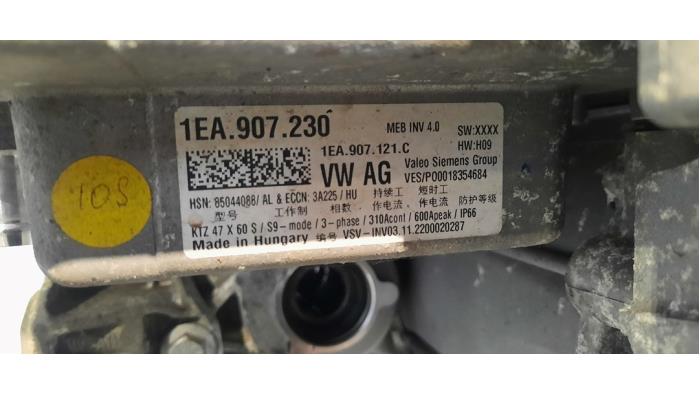 1EA.907.230 MEB INV 4.0 SW:XXXX
1EA.907.121.C HW:H09
VW AG Valeo Siemens Group
VES/P00018354684
HSN: 85044088/ AL & ECCN: 3A225 / HU 持续工 短时工
型号 工作制 相数 作电流 作电流 防护等级
KTZ 47 X 60 S / S9- mode / 3-phase / 310Acont / 600Apeak / IP66
Made in Hungary 编号 VSV - INV03.11.2200020287
TOS